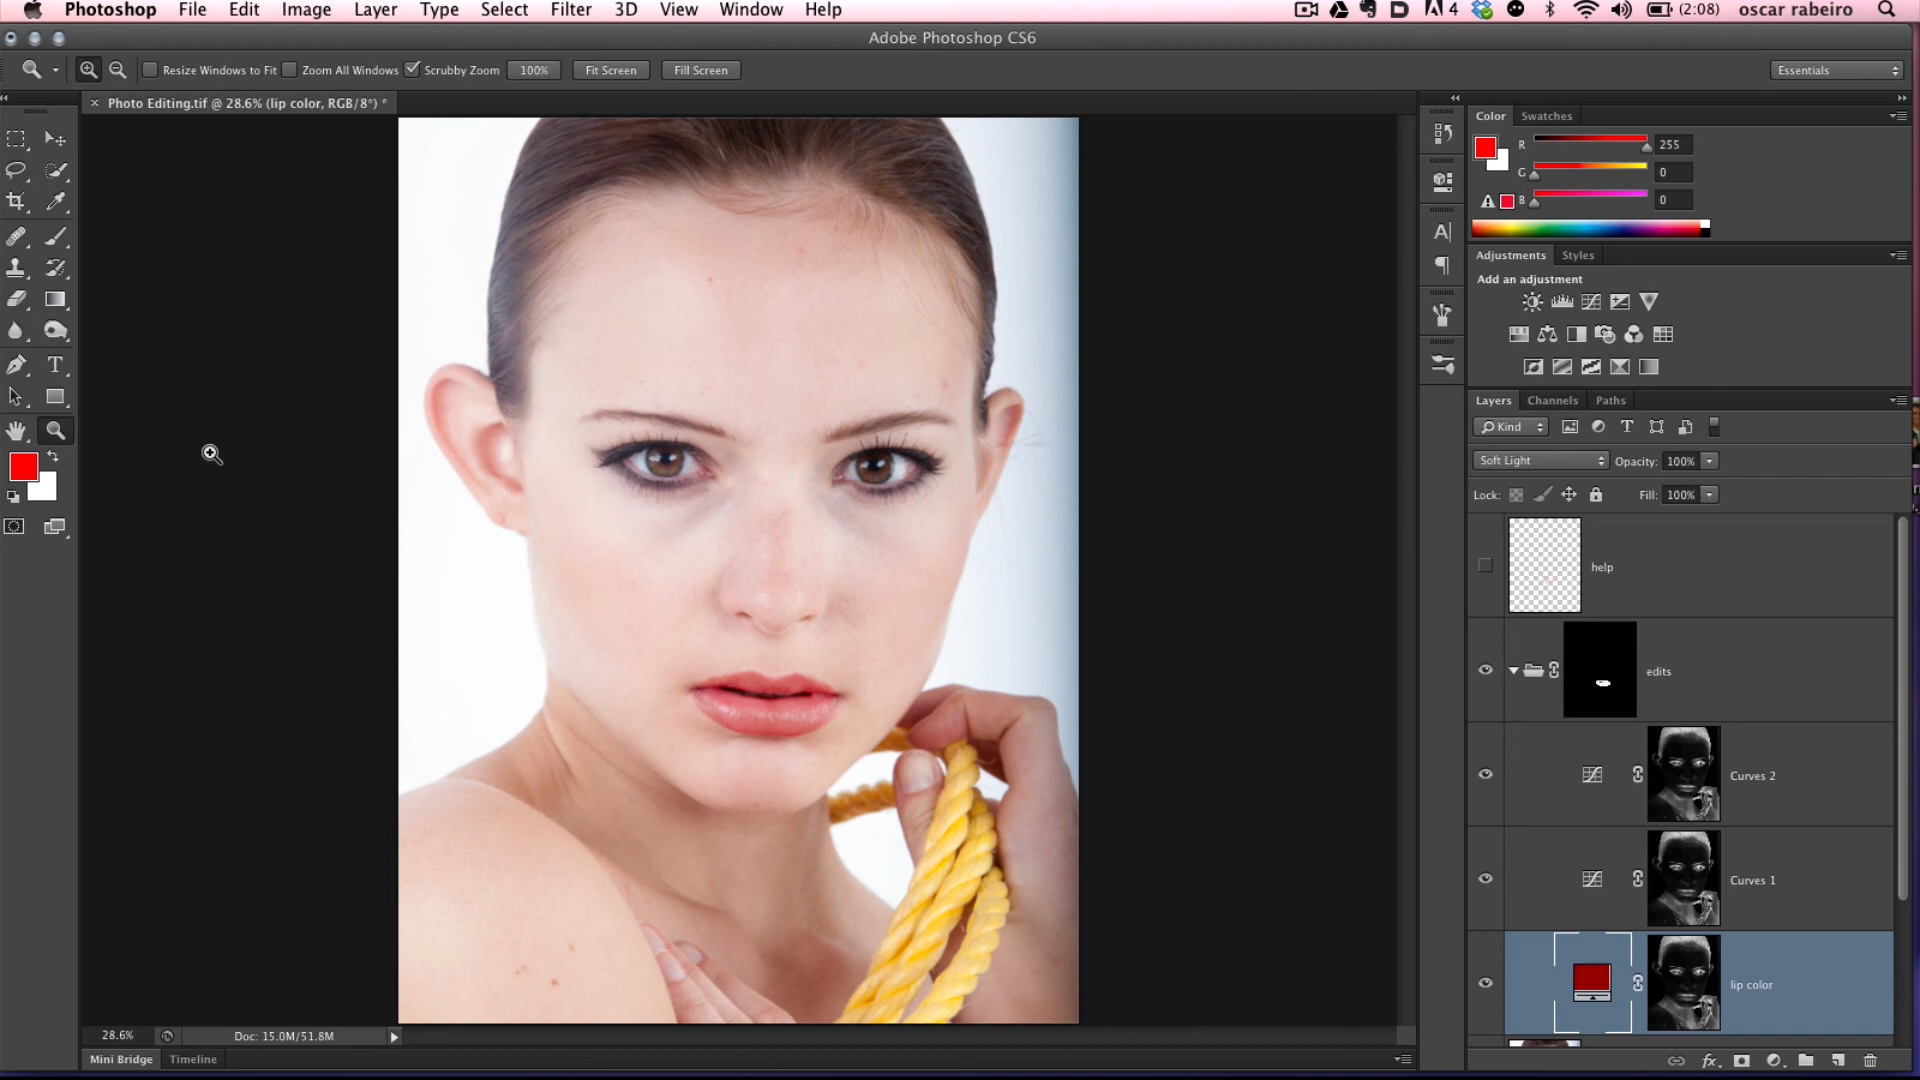 Photoshop File Edit Image Layer Type Select Filter 3D View Window Help 4 (2:08) oscar rabeiro
Adobe Photoshop CS6
Resize Windows to Fit Zoom All Windows Scrubby Zoom 100% Fit Screen Fill Screen Essentials
× Photo Editing.tif @ 28.6% (lip color, RGB/8*) *
Color Swatches
R 255
G 0
B 0
Adjustments Styles
Add an adjustment
Layers Channels Paths
Kind
Soft Light Opacity: 100%
Lock: Fill: 100%
help
edits
Curves 2
Curves 1
lip color
28.6% Doc: 15.0M/51.8M
Mini Bridge Timeline
fx